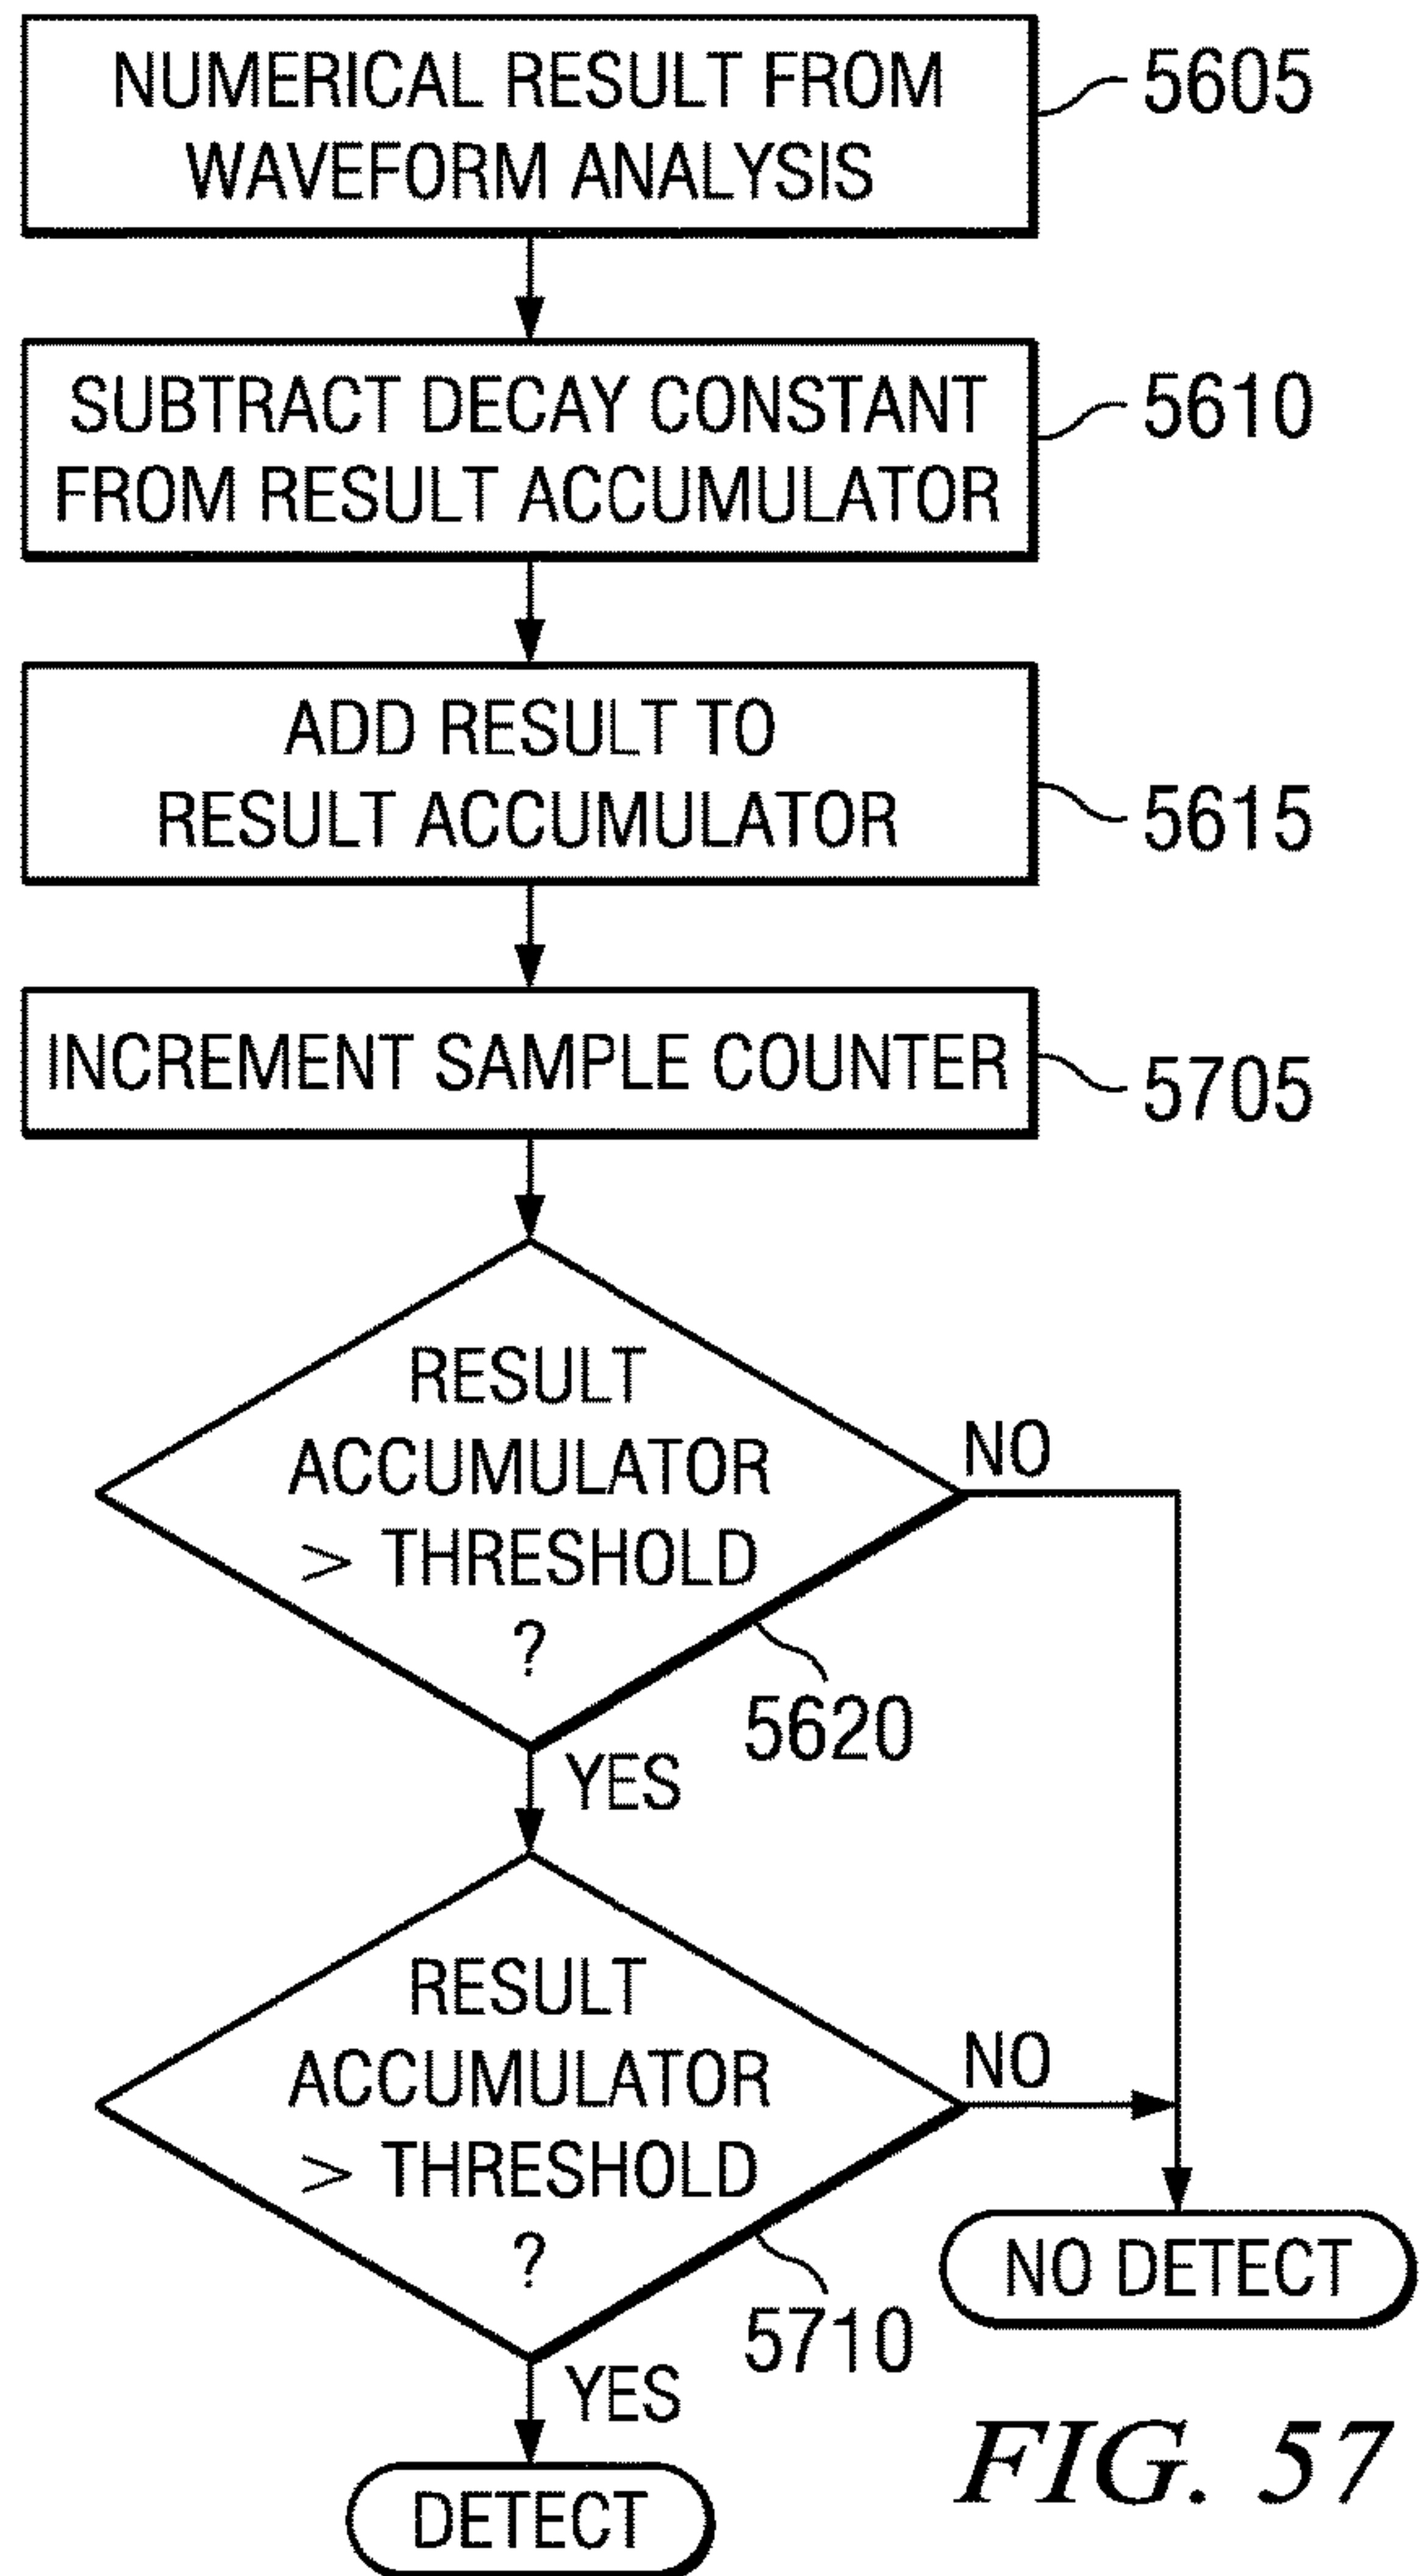 NUMERICAL RESULT FROM
WAVEFORM ANALYSIS
5605
SUBTRACT DECAY CONSTANT
FROM RESULT ACCUMULATOR
5610
ADD RESULT TO
RESULT ACCUMULATOR
5615
INCREMENT SAMPLE COUNTER
5705
RESULT
ACCUMULATOR
> THRESHOLD
?
NO
5620
YES
RESULT
ACCUMULATOR
> THRESHOLD
?
NO
5710
YES
NO DETECT
DETECT
FIG. 57